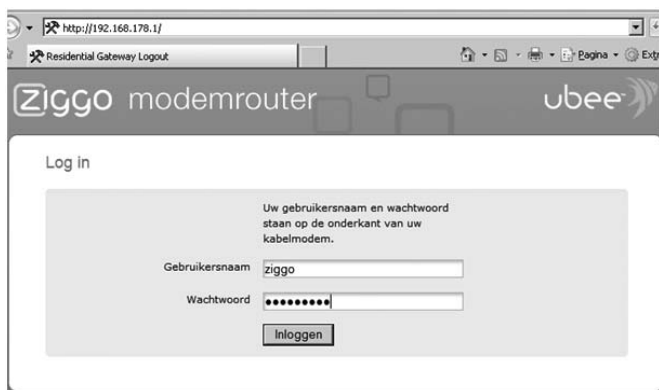 http://192.168.178.1/
Residential Gateway Logout
Pagina
ziggo modemrouter
ubee
Log in
Uw gebruikersnaam en wachtwoord
staan op de onderkant van uw
kabelmodem.
Gebruikersnaam
ziggo
Wachtwoord
Inloggen